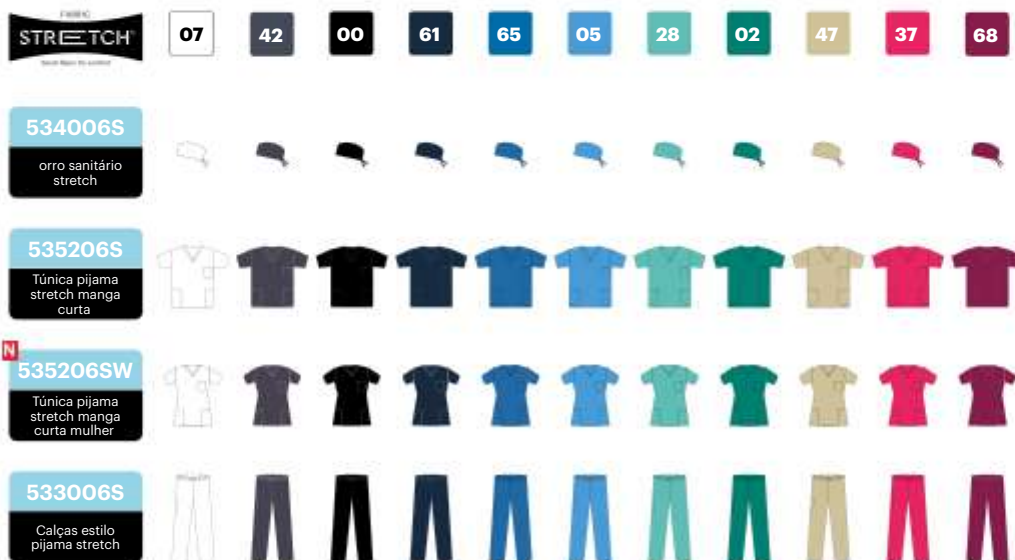 FABRIC
STRETCH®
07 42 00 61 65 05 28 02 47 37 68
534006S
orro sanitário
stretch
535206S
Túnica pijama
stretch manga
curta
N
535206SW
Túnica pijama
stretch manga
curta mulher
533006S
Calças estilo
pijama stretch